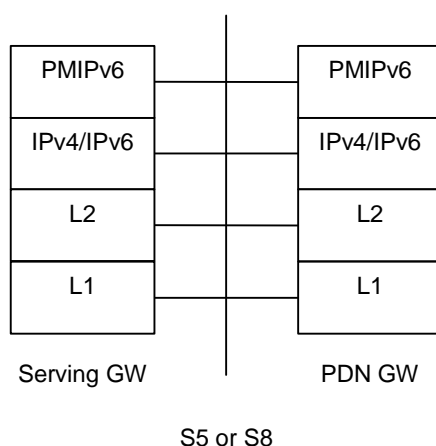 PMIPv6 PMIPv6
IPv4/IPv6 IPv4/IPv6
L2 L2
L1 L1
Serving GW PDN GW
S5 or S8